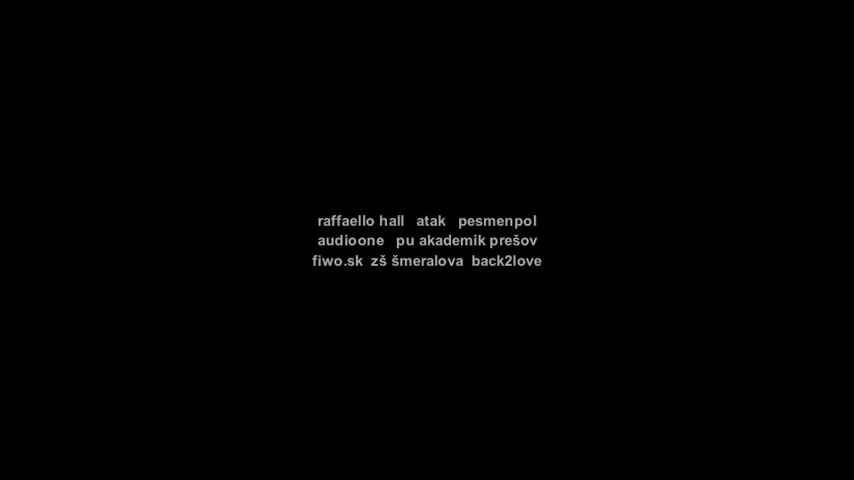 raffaello hall atak pesmenpol
audioone pu akademik prešov
fiwo.sk zš šmeralova back2love